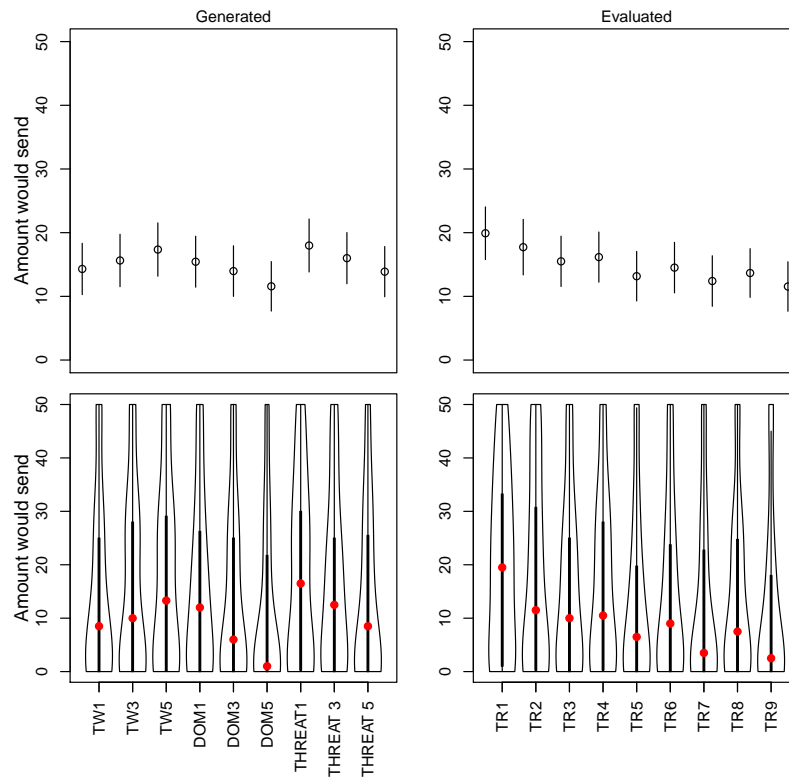 Generated
Evaluated
Amount would send
50
40
30
20
10
0
50
40
30
20
10
0
Amount would send
50
40
30
20
10
0
TW1
TW3
TW5
DOM1
DOM3
DOM5
THREAT1
THREAT 3
THREAT 5
50
40
30
20
10
0
TR1
TR2
TR3
TR4
TR5
TR6
TR7
TR8
TR9